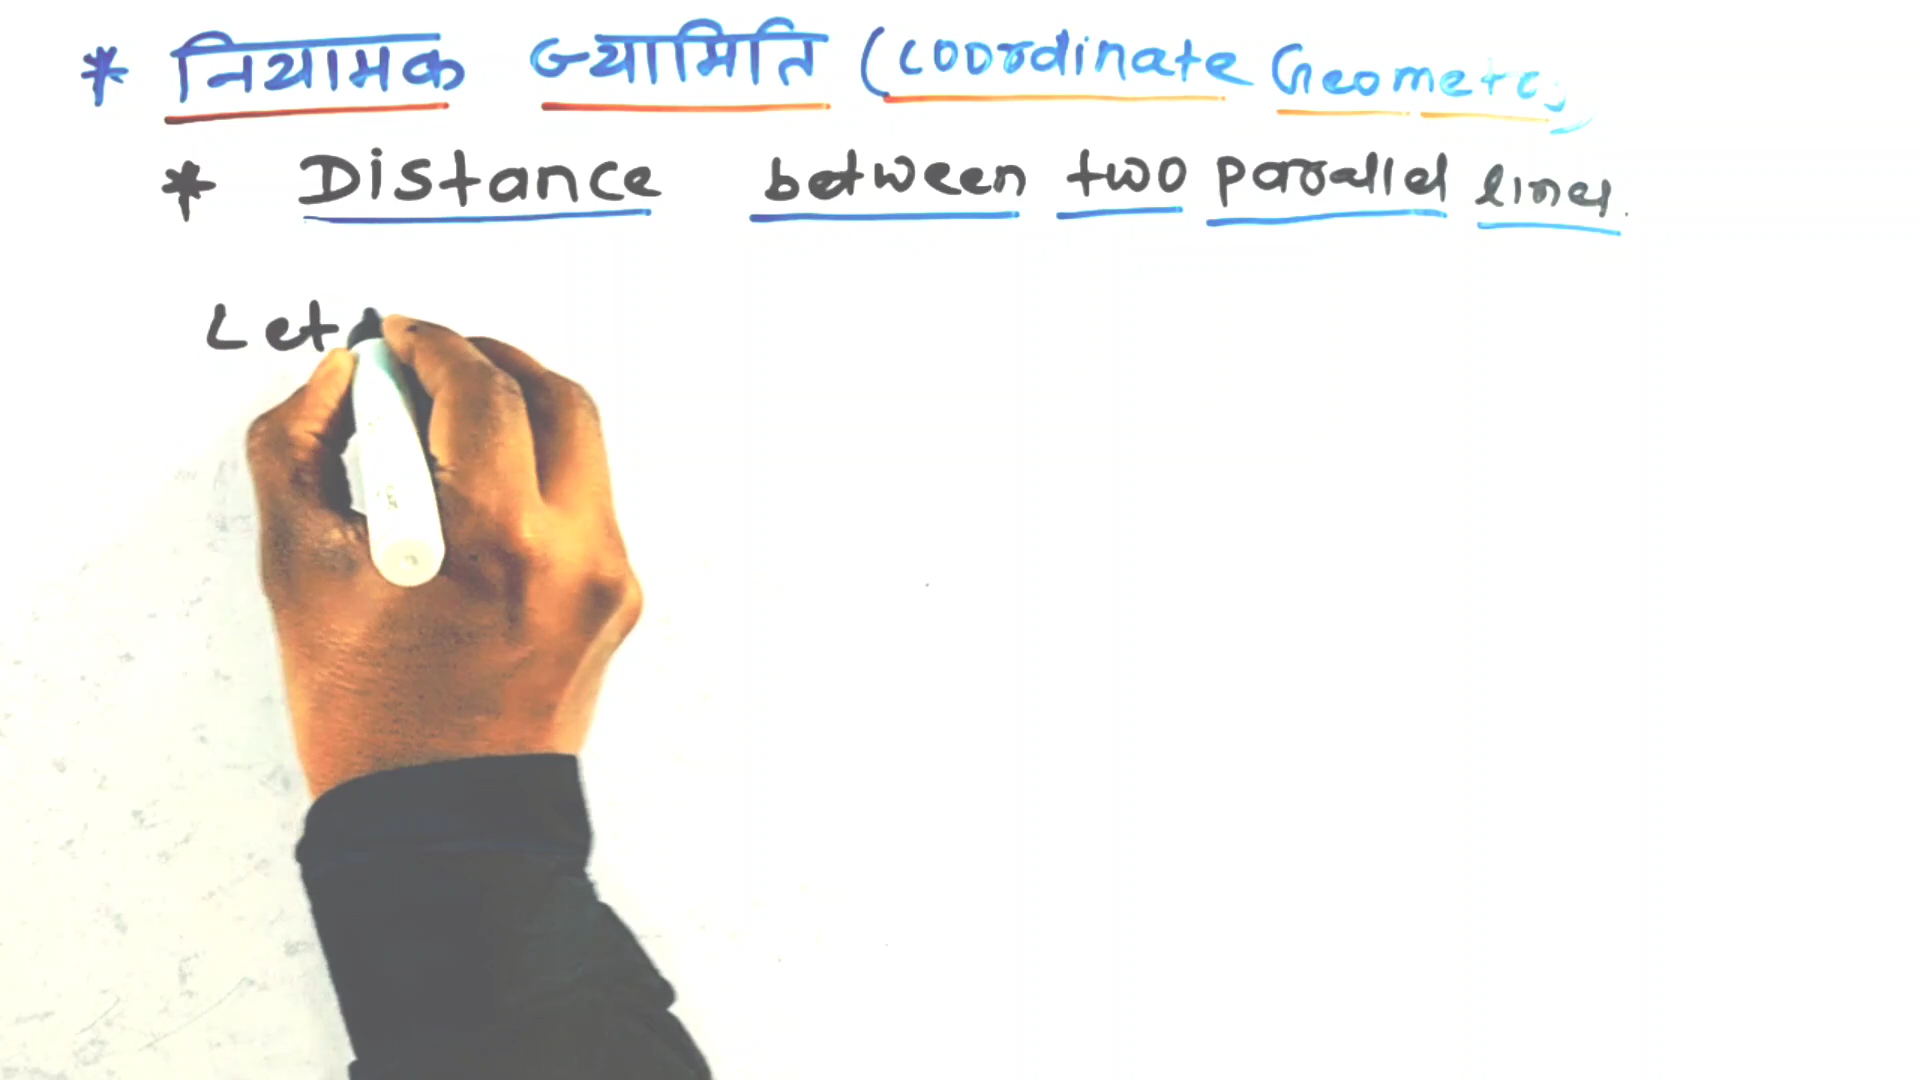 * नियामक ज्यामिति (Coordinate Geometry)
* Distance between two parallel lines.
Let